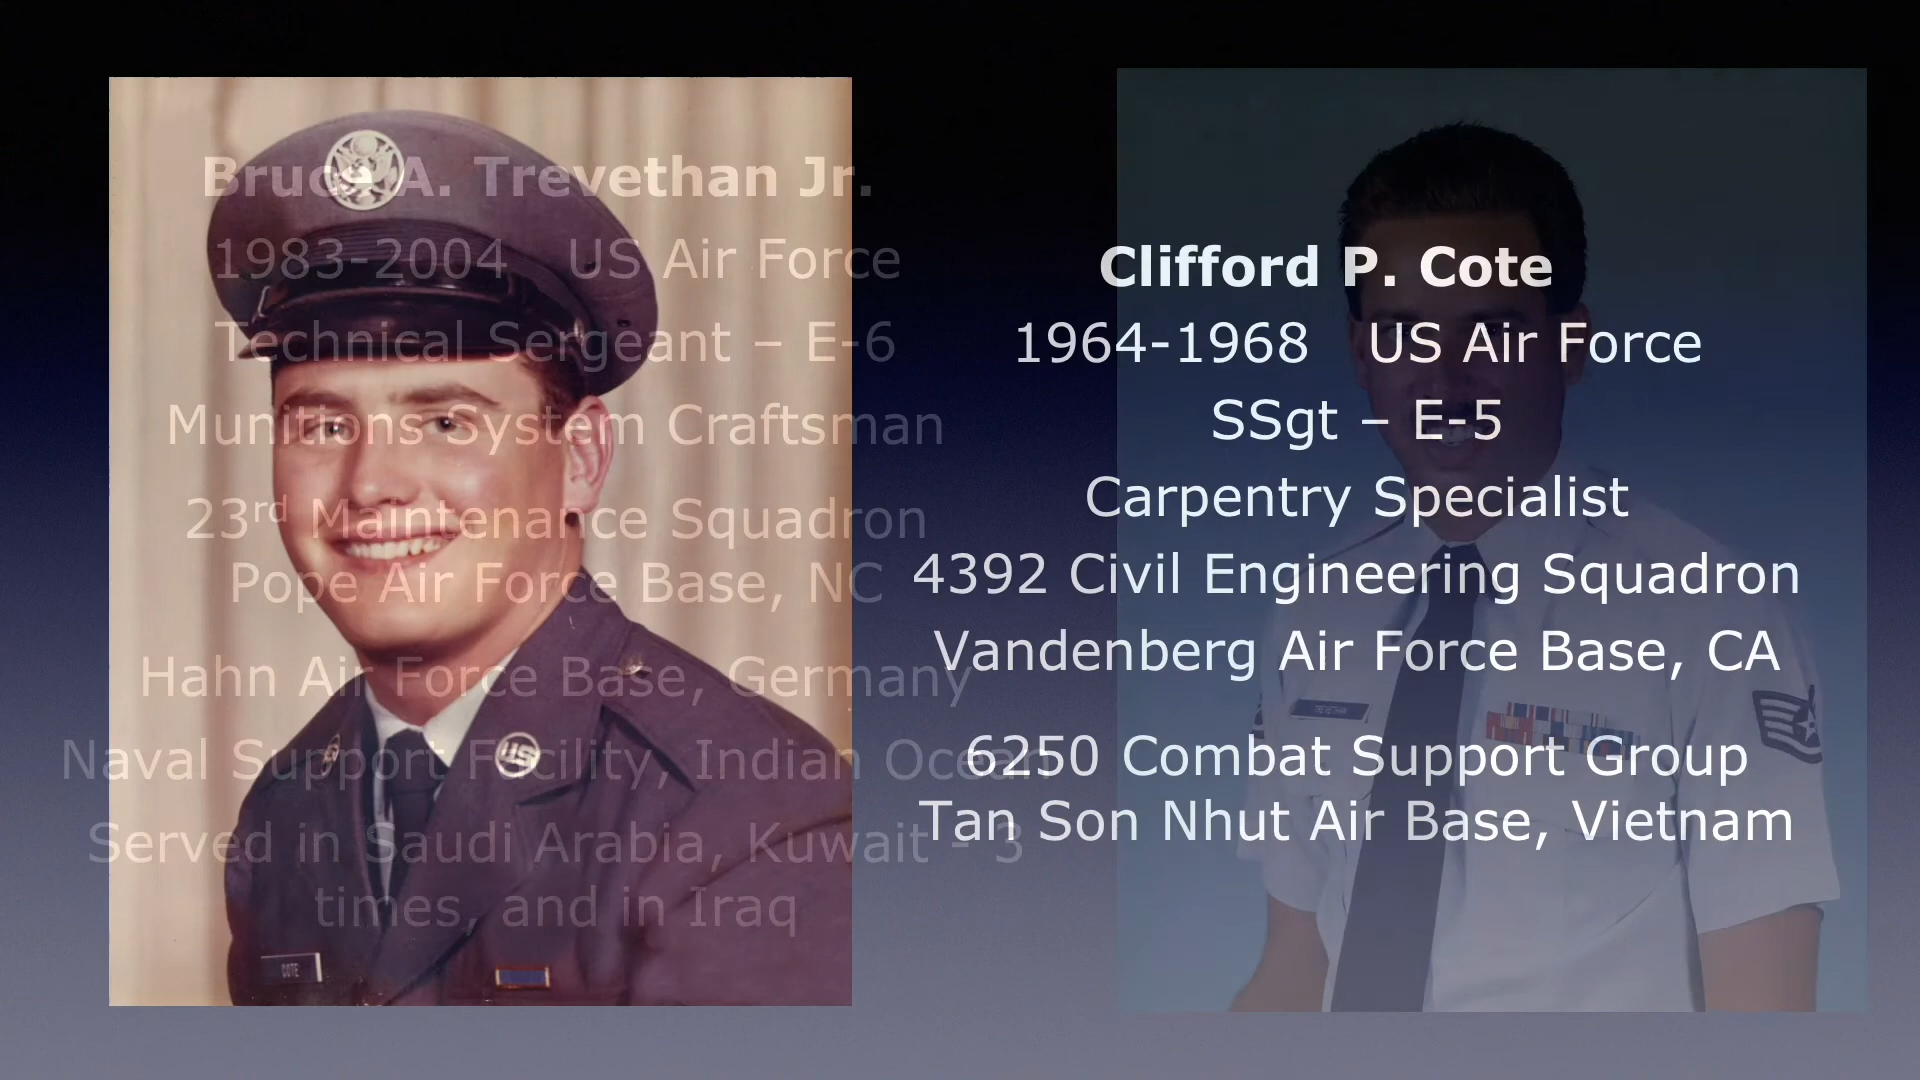 Bruce A. Trevethan Jr.
1983-2004 US Air Force
Technical Sergeant – E-6
Munitions System Craftsman
23rd Maintenance Squadron
Pope Air Force Base, NC
Hahn Air Force Base, Germany
Naval Support Facility, Indian Ocean
Served in Saudi Arabia, Kuwait - 3
times, and in Iraq
COTE
US
Clifford P. Cote
1964-1968 US Air Force
SSgt – E-5
Carpentry Specialist
4392 Civil Engineering Squadron
Vandenberg Air Force Base, CA
6250 Combat Support Group
Tan Son Nhut Air Base, Vietnam
TREVETHAN